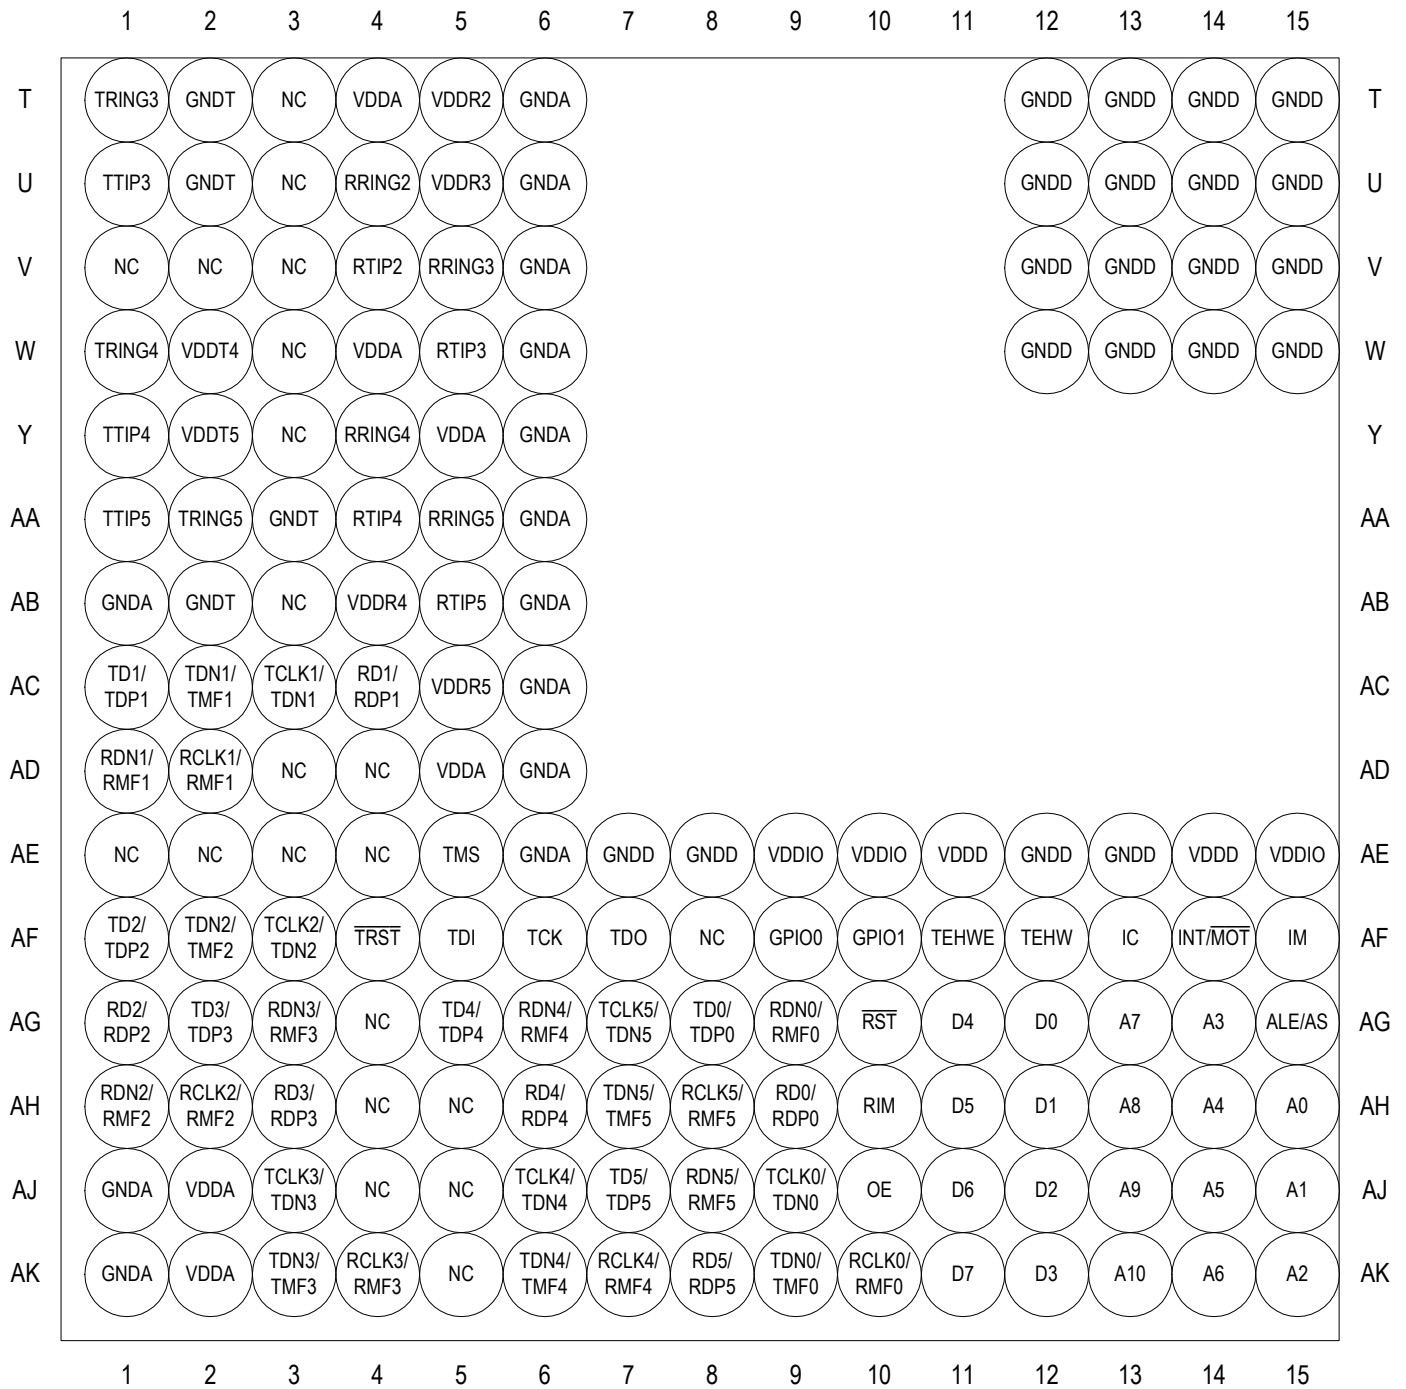 1 2 3 4 5 6 7 8 9 10 11 12 13 14 15
T TRING3 GNDT NC VDDA VDDR2 GNDA GNDD GNDD GNDD GNDD T
U TTIP3 GNDT NC RRING2 VDDR3 GNDA GNDD GNDD GNDD GNDD U
V NC NC NC RTIP2 RRING3 GNDA GNDD GNDD GNDD GNDD V
W TRING4 VDDT4 NC VDDA RTIP3 GNDA GNDD GNDD GNDD GNDD W
Y TTIP4 VDDT5 NC RRING4 VDDA GNDA Y
AA TTIP5 TRING5 GNDT RTIP4 RRING5 GNDA AA
AB GNDA GNDT NC VDDR4 RTIP5 GNDA AB
AC TD1/ TDP1 TDN1/ TMF1 TCLK1/ TDN1 RD1/ RDP1 VDDR5 GNDA AC
AD RDN1/ RMF1 RCLK1/ RMF1 NC NC VDDA GNDA AD
AE NC NC NC NC TMS GNDA GNDD GNDD VDDIO VDDIO VDDD GNDD GNDD VDDD VDDIO AE
AF TD2/ TDP2 TDN2/ TMF2 TCLK2/ TDN2 TRST TDI TCK TDO NC GPIO0 GPIO1 TEHWE TEHW IC INT/MOT IM AF
AG RD2/ RDP2 TD3/ TDP3 RDN3/ RMF3 NC TD4/ TDP4 RDN4/ RMF4 TCLK5/ TDN5 TD0/ TDP0 RDN0/ RMF0 RST D4 D0 A7 A3 ALE/AS AG
AH RDN2/ RMF2 RCLK2/ RMF2 RD3/ RDP3 NC NC RD4/ RDP4 TDN5/ TMF5 RCLK5/ RMF5 RD0/ RDP0 RIM D5 D1 A8 A4 A0 AH
AJ GNDA VDDA TCLK3/ TDN3 NC NC TCLK4/ TDN4 TD5/ TDP5 RDN5/ RMF5 TCLK0/ TDN0 OE D6 D2 A9 A5 A1 AJ
AK GNDA VDDA TDN3/ TMF3 RCLK3/ RMF3 NC TDN4/ TMF4 RCLK4/ RMF4 RD5/ RDP5 TDN0/ TMF0 RCLK0/ RMF0 D7 D3 A10 A6 A2 AK
1 2 3 4 5 6 7 8 9 10 11 12 13 14 15